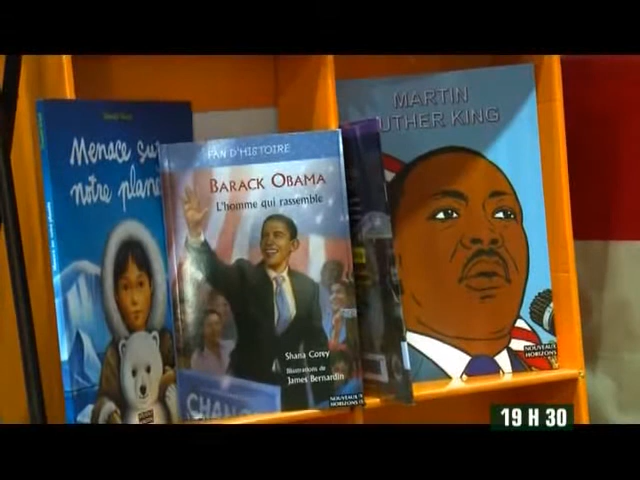 Menace sur
notre planète
FAN D'HISTOIRE
BARACK OBAMA
L'homme qui rassemble
Shana Corey
Illustrations de
James Bernardin
NOUVEAUX
HORIZONS
CHANG
MARTIN
LUTHER KING
NOUVEAUX
HORIZONS
19 H 30